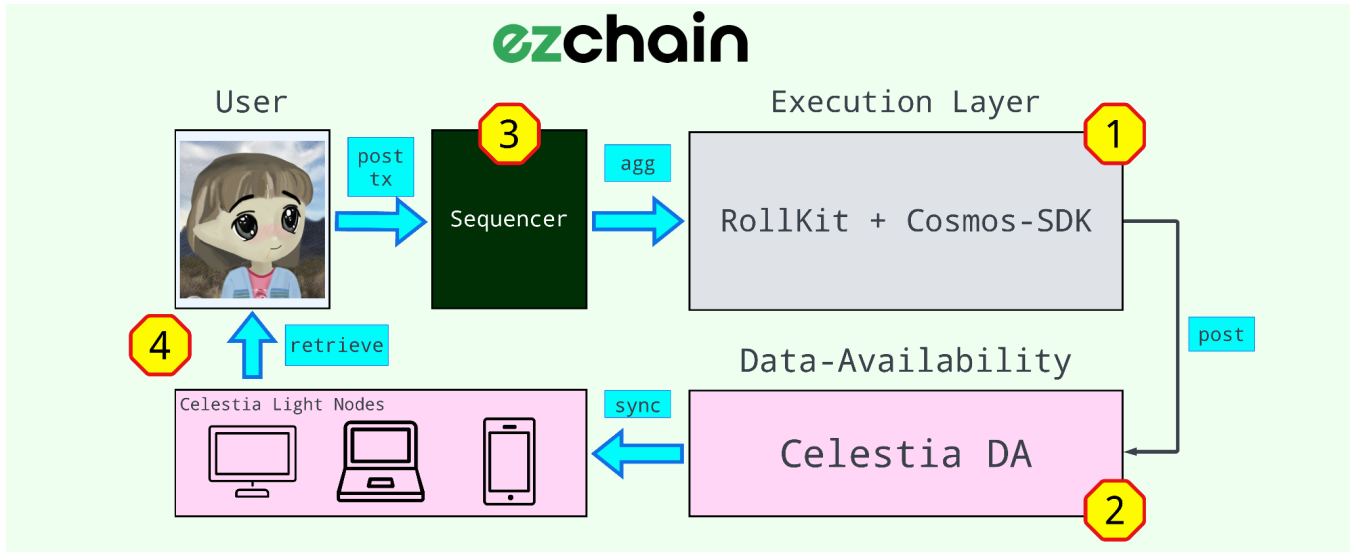 ezchain
User
Execution Layer
3
1
post
tx
agg
Sequencer
RollKit + Cosmos-SDK
4
retrieve
post
Data-Availability
Celestia Light Nodes
sync
Celestia DA
2